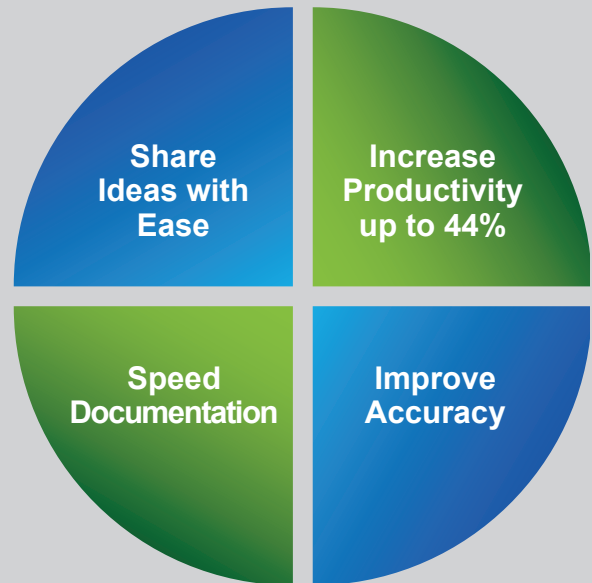 Share
Ideas with
Ease
Increase
Productivity
up to 44%
Speed
Documentation
Improve
Accuracy